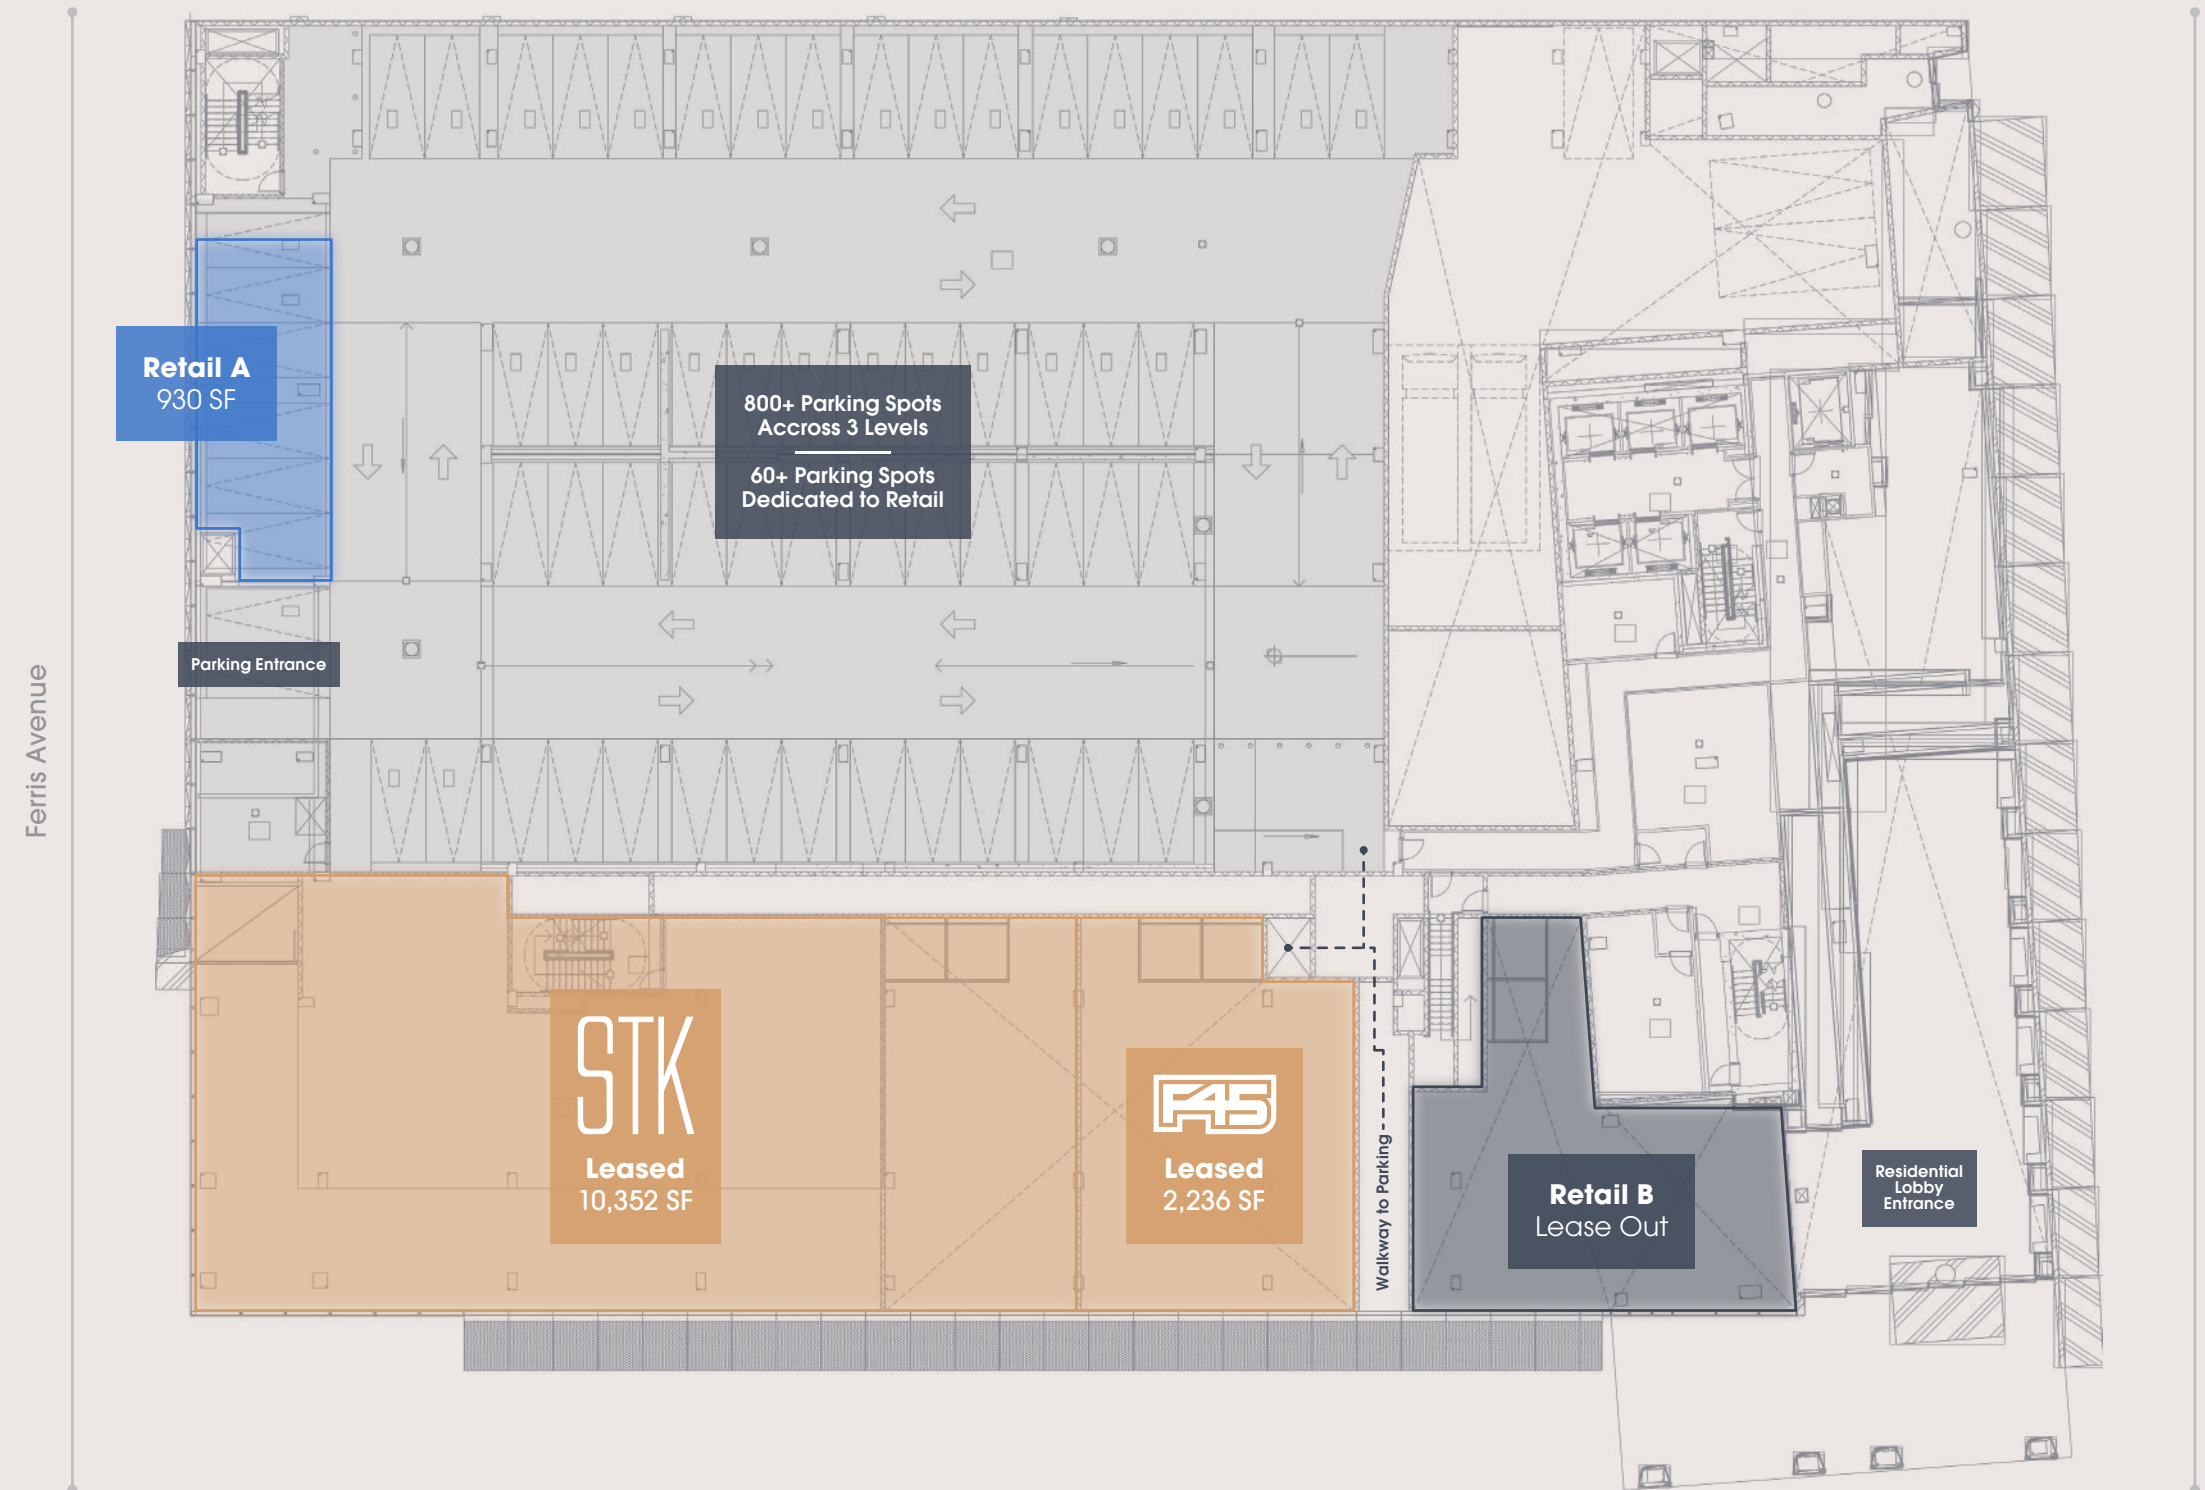 Retail A
930 SF
800+ Parking Spots
Accross 3 Levels
60+ Parking Spots
Dedicated to Retail
Parking Entrance
Ferris Avenue
STK
Leased
10,352 SF
F45
Leased
2,236 SF
Walkway to Parking
Retail B
Lease Out
Residential
Lobby
Entrance